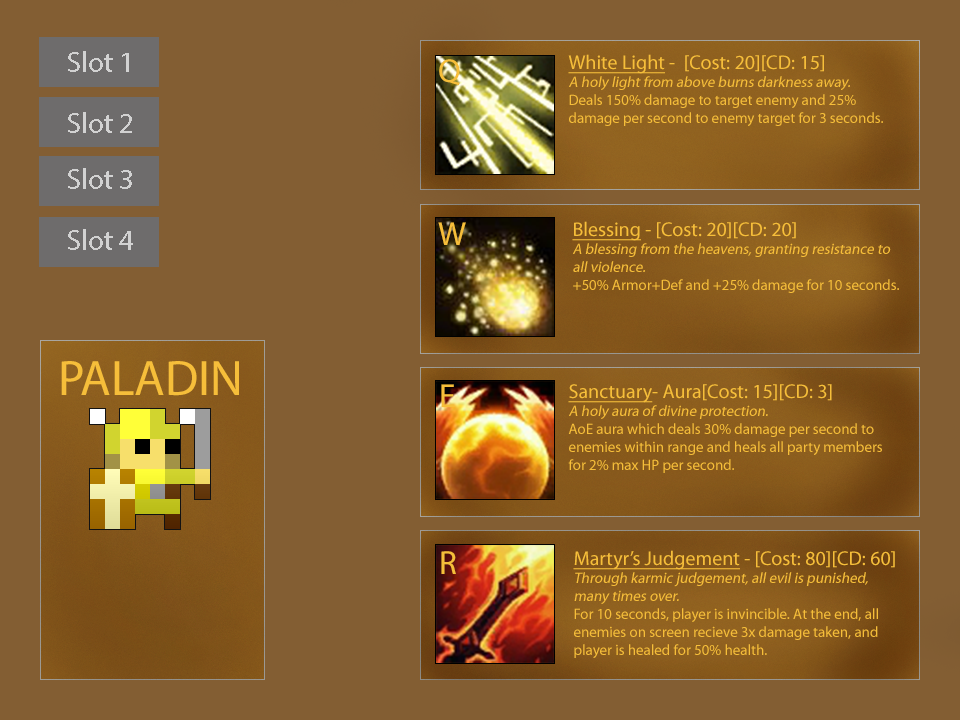 Slot 1
Slot 2
Slot 3
Slot 4
PALADIN
Q
White Light - [Cost: 20][CD: 15]
A holy light from above burns darkness away.
Deals 150% damage to target enemy and 25%
damage per second to enemy target for 3 seconds.
W
Blessing - [Cost: 20][CD: 20]
A blessing from the heavens, granting resistance to
all violence.
+50% Armor+Def and +25% damage for 10 seconds.
Sanctuary- Aura[Cost: 15][CD: 3]
A holy aura of divine protection.
AoE aura which deals 30% damage per second to
enemies within range and heals all party members
for 2% max HP per second.
R
Martyr's Judgement - [Cost: 80][CD: 60]
Through karmic judgement, all evil is punished,
many times over.
For 10 seconds, player is invincible. At the end, all
enemies on screen recieve 3x damage taken, and
player is healed for 50% health.